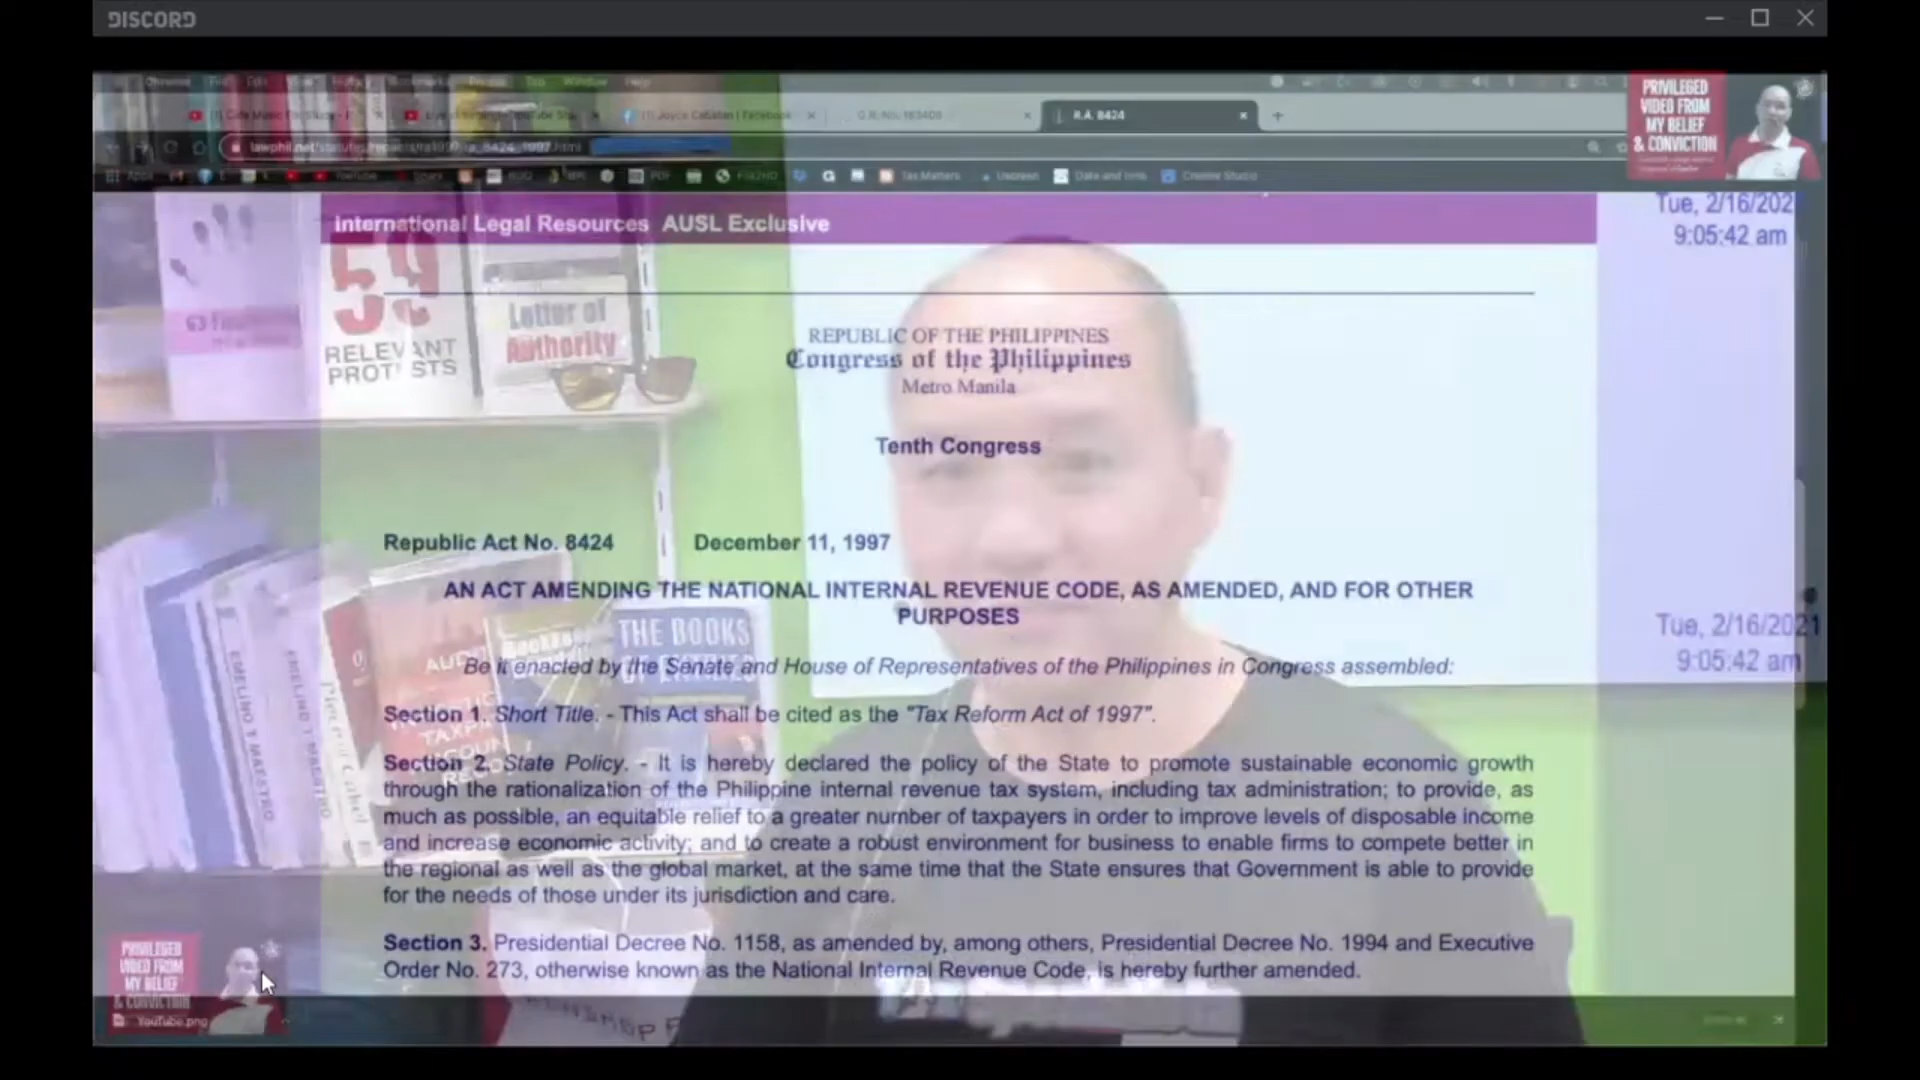 DISCORD
R.A. 8424
PRIVILEGED
VIDEO FROM
MY BELIEF
& CONVICTION
YouTube
PDF
Tax Matters
Date and time
Creator Studio
International Legal Resources AUSL Exclusive
Tue, 2/16/202
9:05:42 am
59
RELEVANT
Letter of
Authority
REPUBLIC OF THE PHILIPPINES
Congress of the Philippines
Metro Manila
Tenth Congress
Republic Act No. 8424 December 11, 1997
AN ACT AMENDING THE NATIONAL INTERNAL REVENUE CODE, AS AMENDED, AND FOR OTHER
PURPOSES
Tue, 2/16/2021
9:05:42 am
THE BOOKS
Be it enacted by the Senate and House of Representatives of the Philippines in Congress assembled:
Section 1. Short Title. - This Act shall be cited as the "Tax Reform Act of 1997".
Section 2. State Policy. - It is hereby declared the policy of the State to promote sustainable economic growth
through the rationalization of the Philippine internal revenue tax system, including tax administration; to provide, as
much as possible, an equitable relief to a greater number of taxpayers in order to improve levels of disposable income
and increase economic activity; and to create a robust environment for business to enable firms to compete better in
the regional as well as the global market, at the same time that the State ensures that Government is able to provide
for the needs of those under its jurisdiction and care.
Section 3. Presidential Decree No. 1158, as amended by, among others, Presidential Decree No. 1994 and Executive
Order No. 273, otherwise known as the National Internal Revenue Code, is hereby further amended.
PRIVILEGED
VIDEO FROM
MY BELIEF
& CONVICTION
YouTube.png